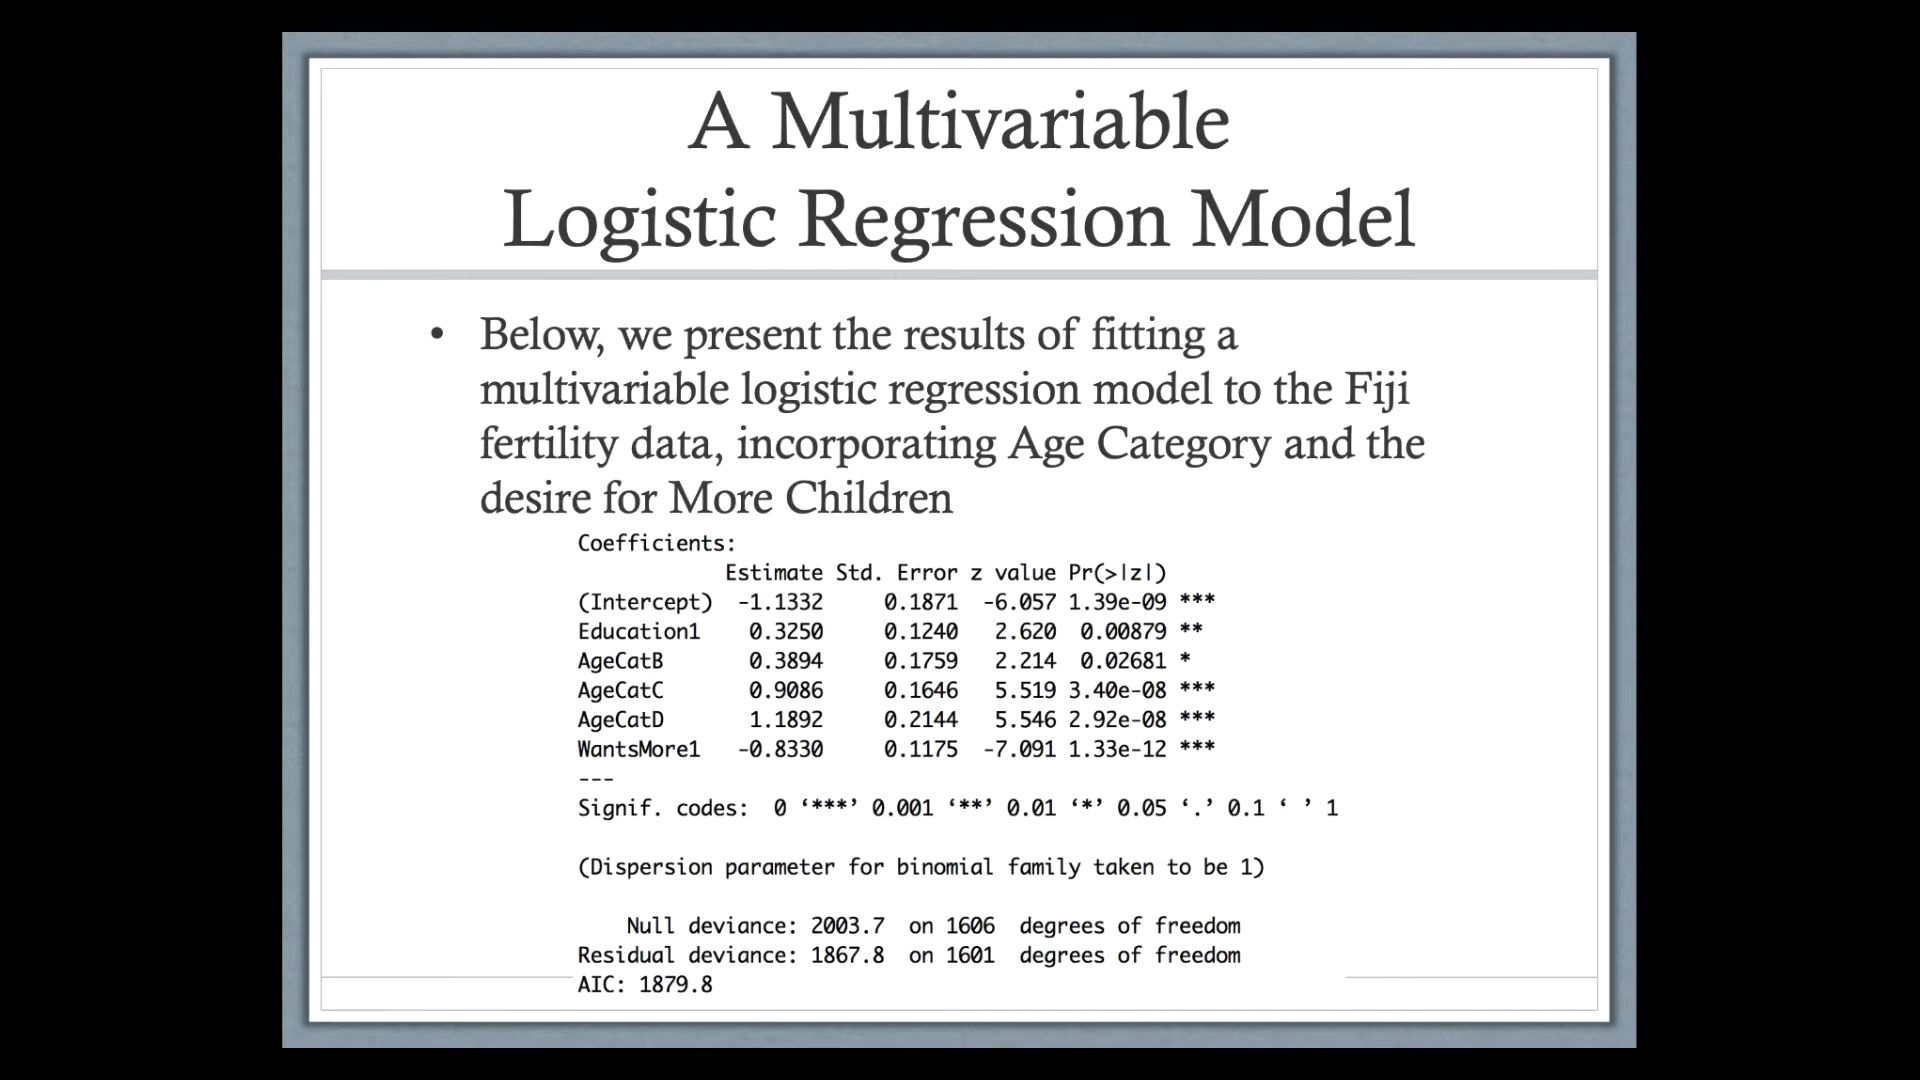 A Multivariable
Logistic Regression Model
• Below, we present the results of fitting a
multivariable logistic regression model to the Fiji
fertility data, incorporating Age Category and the
desire for More Children
Coefficients:
            Estimate Std. Error z value Pr(>|z|)
(Intercept)  -1.1332     0.1871  -6.057 1.39e-09 ***
Education1    0.3250     0.1240   2.620  0.00879 **
AgeCatB       0.3894     0.1759   2.214  0.02681 *
AgeCatC       0.9086     0.1646   5.519 3.40e-08 ***
AgeCatD       1.1892     0.2144   5.546 2.92e-08 ***
WantsMore1   -0.8330     0.1175  -7.091 1.33e-12 ***
---
Signif. codes:  0 ‘***’ 0.001 ‘**’ 0.01 ‘*’ 0.05 ‘.’ 0.1 ‘ ’ 1
(Dispersion parameter for binomial family taken to be 1)
    Null deviance: 2003.7  on 1606  degrees of freedom
Residual deviance: 1867.8  on 1601  degrees of freedom
AIC: 1879.8